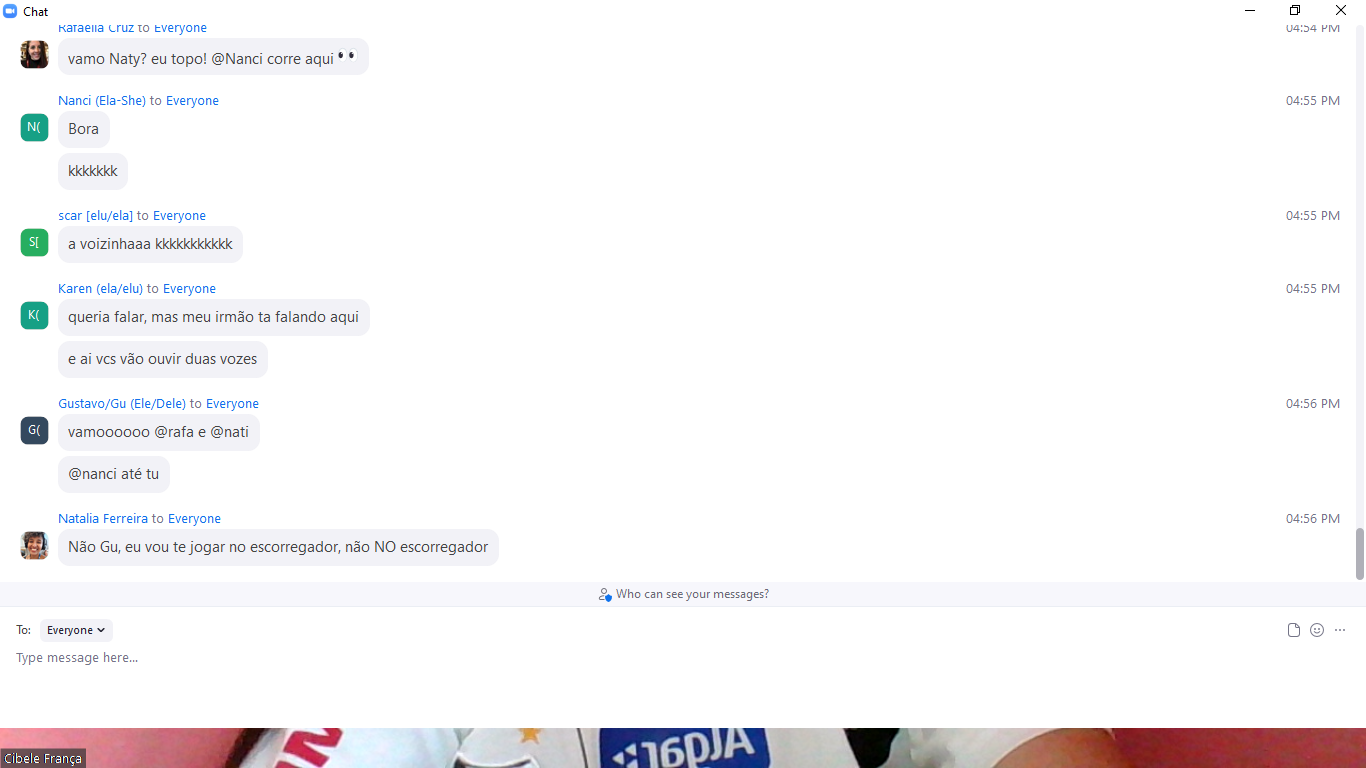 Chat
Rafaella Cruz to Everyone 04:54 PM
vamo Naty? eu topo! @Nanci corre aqui 👀
Nanci (Ela-She) to Everyone 04:55 PM
N( Bora
kkkkkkk
scar [elu/ela] to Everyone 04:55 PM
S[ a voizinhaaa kkkkkkkkkkk
Karen (ela/elu) to Everyone 04:55 PM
K( queria falar, mas meu irmão ta falando aqui
e ai vcs vão ouvir duas vozes
Gustavo/Gu (Ele/Dele) to Everyone 04:56 PM
G( vamoooooo @rafa e @nati
@nanci até tu
Natalia Ferreira to Everyone 04:56 PM
Não Gu, eu vou te jogar no escorregador, não NO escorregador
Who can see your messages?
To: Everyone
Type message here...
Cibele França